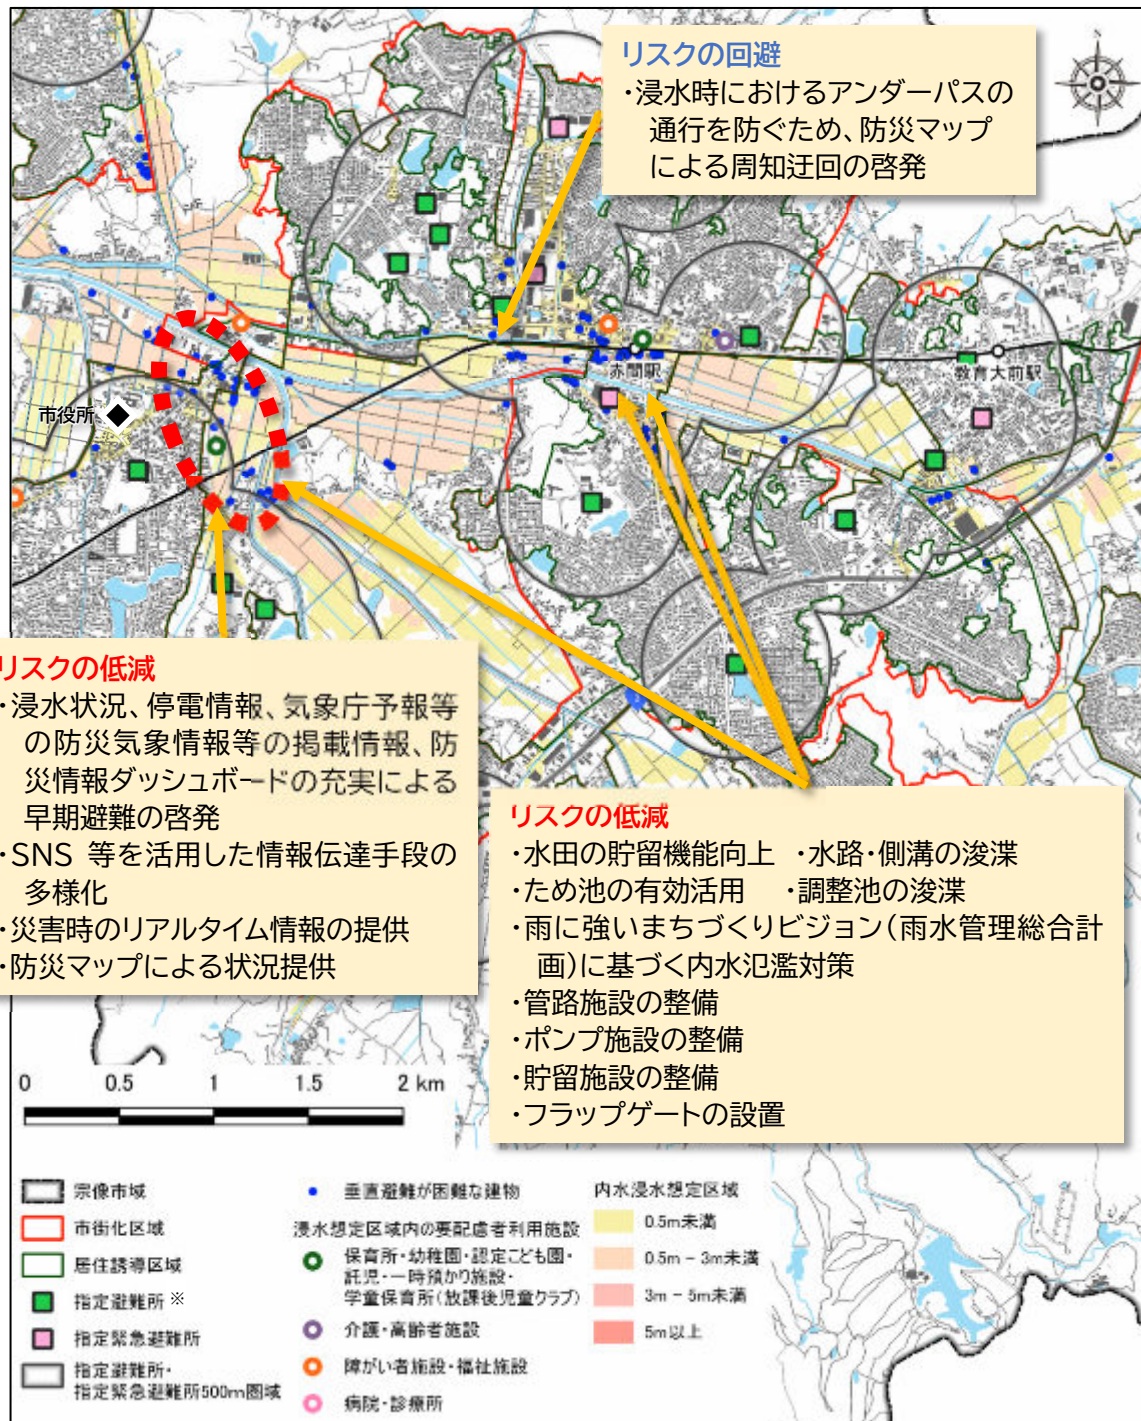 リスクの回避
・浸水時におけるアンダーパスの
通行を防ぐため、防災マップ
による周知迂回の啓発
N
赤間駅
教育大前駅
市役所
リスクの低減
・浸水状況、停電情報、気象庁予報等
の防災気象情報等の掲載情報、防
災情報ダッシュボードの充実による
早期避難の啓発
・SNS 等を活用した情報伝達手段の
多様化
・災害時のリアルタイム情報の提供
・防災マップによる状況提供
リスクの低減
・水田の貯留機能向上 ・水路・側溝の浚渫
・ため池の有効活用 ・調整池の浚渫
・雨に強いまちづくりビジョン(雨水管理総合計
画)に基づく内水氾濫対策
・管路施設の整備
・ポンプ施設の整備
・貯留施設の整備
・フラップゲートの設置
0 0.5 1 1.5 2 km
宗像市域
市街化区域
居住誘導区域
指定避難所※
指定緊急避難所
指定避難所・
指定緊急避難所500m圏域
垂直避難が困難な建物
浸水想定区域内の要配慮者利用施設
保育所・幼稚園・認定こども園・
託児・一時預かり施設・
学童保育所(放課後児童クラブ)
介護・高齢者施設
障がい者施設・福祉施設
病院・診療所
内水浸水想定区域
0.5m未満
0.5m - 3m未満
3m - 5m未満
5m以上